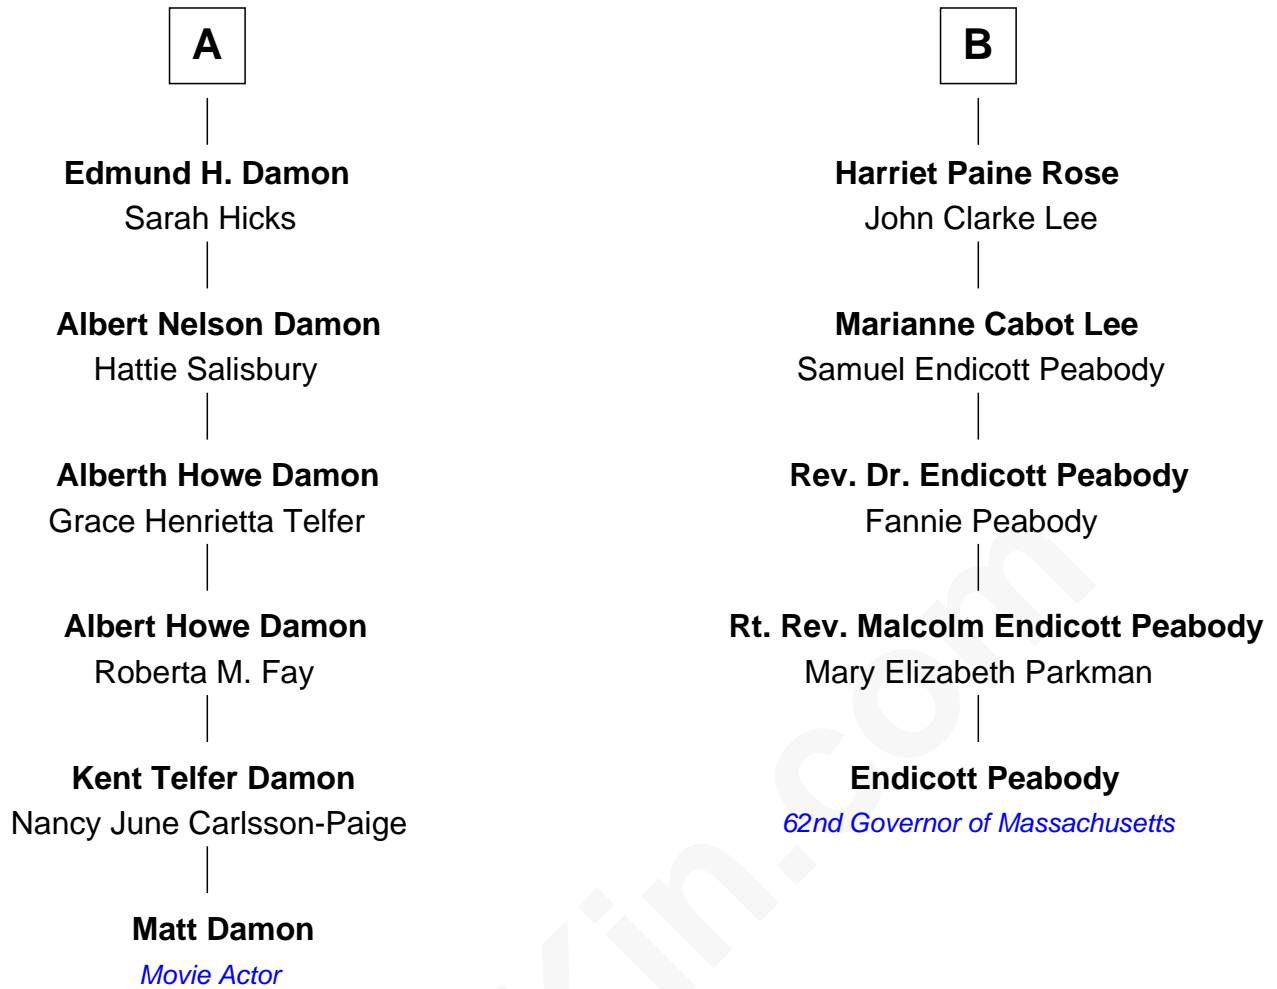 A
Edmund H. Damon
Sarah Hicks
Albert Nelson Damon
Hattie Salisbury
Alberth Howe Damon
Grace Henrietta Telfer
Albert Howe Damon
Roberta M. Fay
Kent Telfer Damon
Nancy June Carlsson-Paige
Matt Damon
Movie Actor
B
Harriet Paine Rose
John Clarke Lee
Marianne Cabot Lee
Samuel Endicott Peabody
Rev. Dr. Endicott Peabody
Fannie Peabody
Rt. Rev. Malcolm Endicott Peabody
Mary Elizabeth Parkman
Endicott Peabody
62nd Governor of Massachusetts
Kin.com